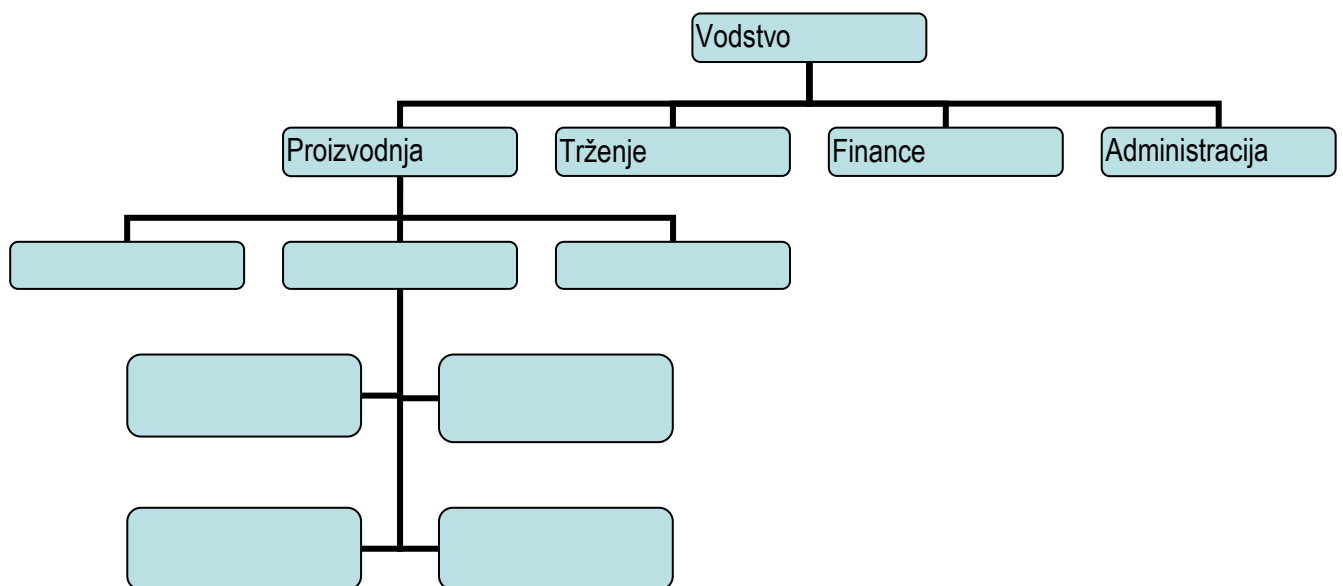 Vodstvo
Proizvodnja
Trženje
Finance
Administracija